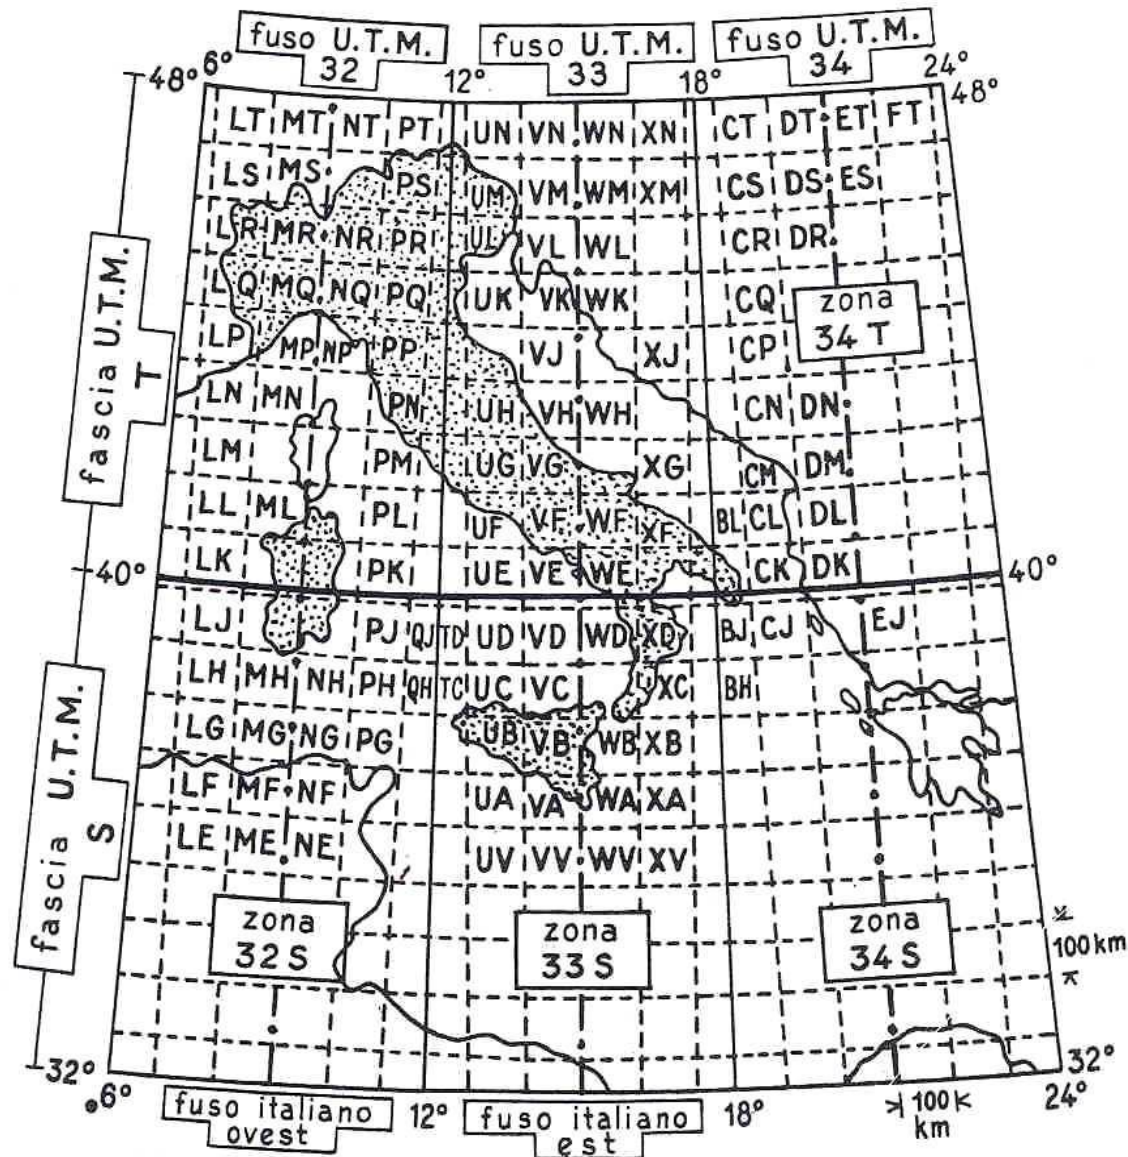 fuso U.T.M.
32
fuso U.T.M.
33
fuso U.T.M.
34
48° 6° 12° 18° 24° 48°
LT MT NT PT UN VN WN XN CT DT ET FT
LS MS PS UM VM WM XM CS DS ES
LR MR NR PR UL VL WL CR DR
LQ MQ NQ PQ UK VK WK CQ
zona
34 T
LP MP NP PP VJ XJ CP
LN MN PN UH VH WH CN DN
LM PM UG VG XG CM DM
LL ML PL UF VF WF XF BL CL DL
LK PK UE VE WE CK DK
40° 40°
LJ PJ QJ TD UD VD WD XD BJ CJ EJ
LH MH NH PH QH TC UC VC XC BH
LG MG NG PG UB VB WB XB
LF MF NF UA VA WA XA
LE ME NE UV VV WV XV
zona
32 S
zona
33 S
zona
34 S
fascia U.T.M.
T
fascia U.T.M.
S
100 km
32° 6° 12° 18° 24° 32°
fuso italiano
ovest
fuso italiano
est
100
km